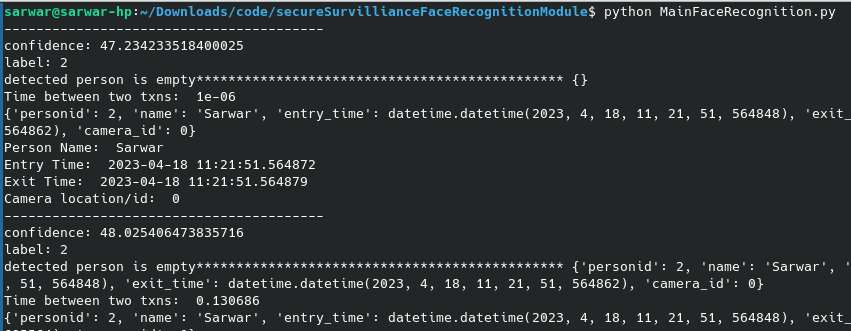 sarwar@sarwar-hp:~/Downloads/code/secureSurvillianceFaceRecognitionModule$ python MainFaceRecognition.py
----------------------------------------
confidence: 47.234233518400025
label: 2
detected person is empty********************************************** {}
Time between two txns:  1e-06
{'personid': 2, 'name': 'Sarwar', 'entry_time': datetime.datetime(2023, 4, 18, 11, 21, 51, 564848), 'exit_
564862), 'camera_id': 0}
Person Name:  Sarwar
Entry Time:  2023-04-18 11:21:51.564872
Exit Time:  2023-04-18 11:21:51.564879
Camera location/id:  0
----------------------------------------
confidence: 48.025406473835716
label: 2
detected person is empty********************************************** {'personid': 2, 'name': 'Sarwar', '
, 51, 564848), 'exit_time': datetime.datetime(2023, 4, 18, 11, 21, 51, 564862), 'camera_id': 0}
Time between two txns:  0.130686
{'personid': 2, 'name': 'Sarwar', 'entry_time': datetime.datetime(2023, 4, 18, 11, 21, 51, 564848), 'exit_